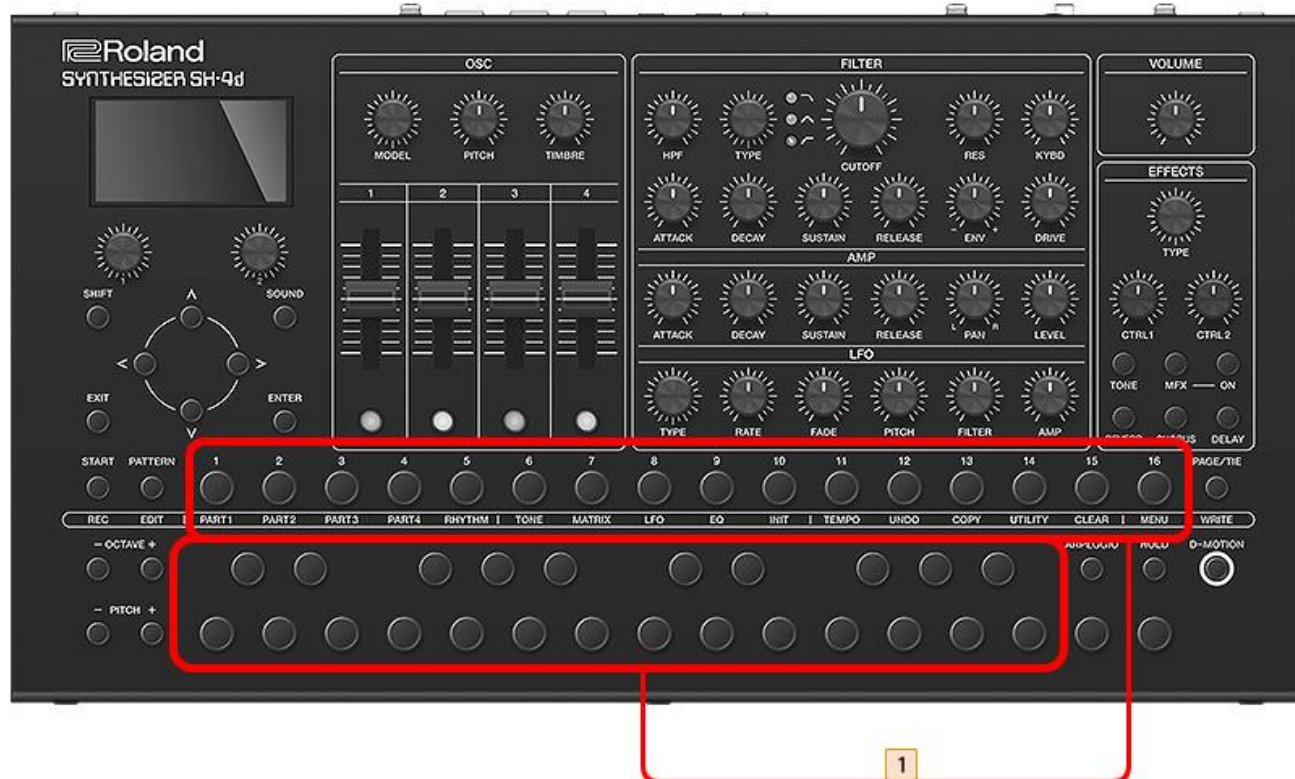 Roland
SYNTHESIZER SH-4d
OSC
FILTER
VOLUME
MODEL PITCH TIMBRE
HPF TYPE CUTOFF RES KYBD
EFFECTS
1 2 3 4
TYPE
ATTACK DECAY SUSTAIN RELEASE - ENV + DRIVE
AMP
1 2
SHIFT SOUND
ATTACK DECAY SUSTAIN RELEASE L PAN R LEVEL
CTRL1 CTRL2
LFO
TONE MFX ON
EXIT ENTER
TYPE RATE FADE PITCH FILTER AMP
DELAY
START PATTERN 1 2 3 4 5 6 7 8 9 10 11 12 13 14 15 16 PAGE/TIE
REC EDIT PART1 PART2 PART3 PART4 RHYTHM TONE MATRIX LFO EQ INIT TEMPO UNDO COPY UTILITY CLEAR MENU WRITE
- OCTAVE + ARPEGGIO HOLD D-MOTION
- PITCH +
1